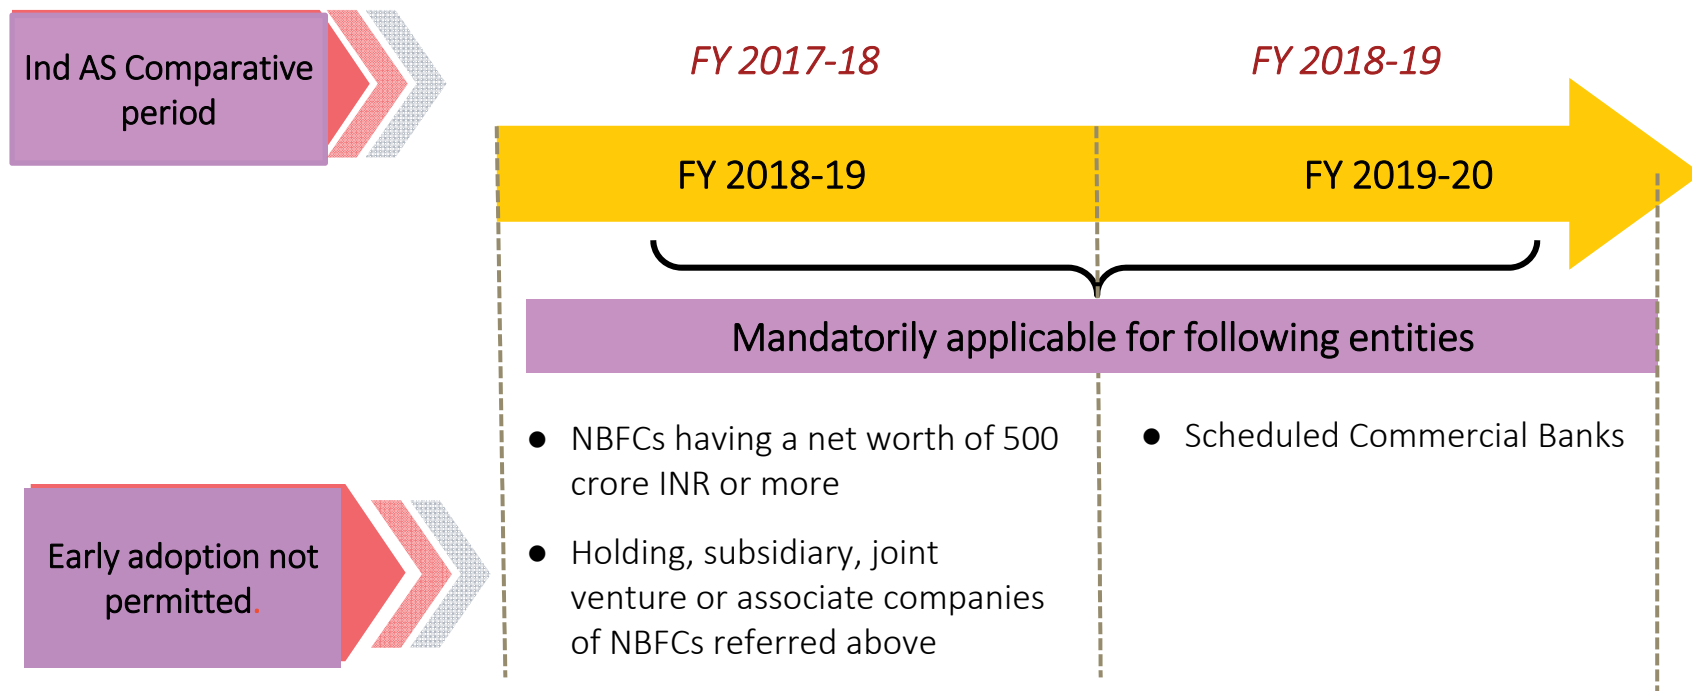 Ind AS Comparative
period
FY 2017-18
FY 2018-19
FY 2018-19
FY 2019-20
Mandatorily applicable for following entities
● NBFCs having a net worth of 500
crore INR or more
● Holding, subsidiary, joint
venture or associate companies
of NBFCs referred above
● Scheduled Commercial Banks
Early adoption not
permitted.